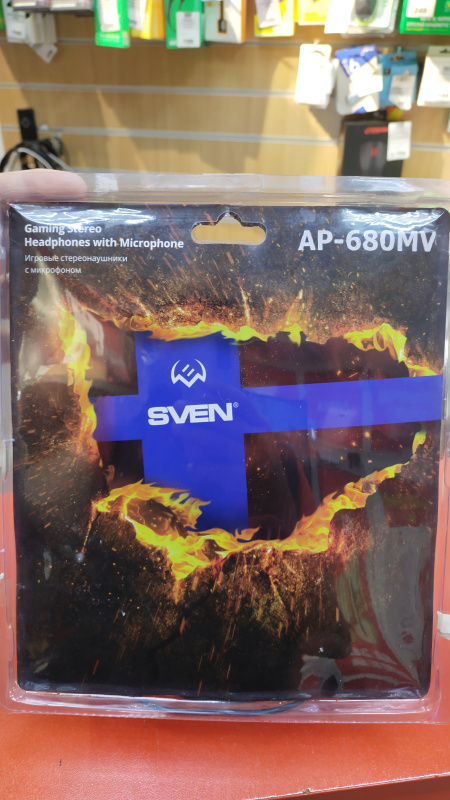 Gaming Stereo
Headphones with Microphone
Игровые стереонаушники
с микрофоном
AP-680MV
SVEN®